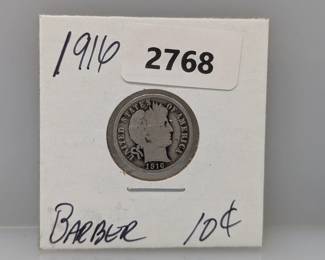 1916
2768
UNITED STATES OF AMERICA
1916
BARBER 10¢